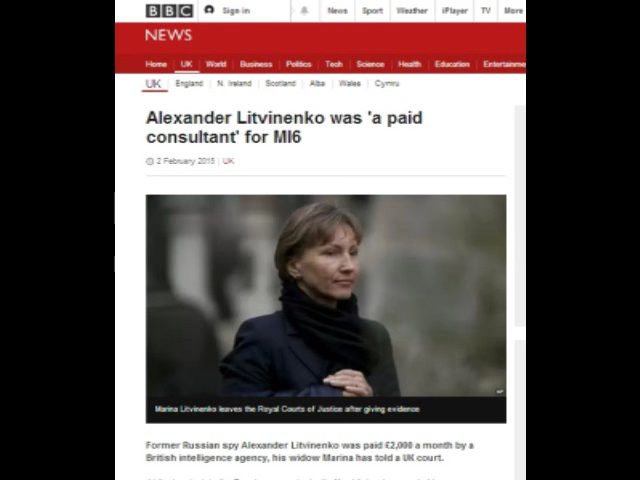 BBC Sign in News Sport Weather iPlayer TV More
NEWS
Home UK World Business Politics Tech Science Health Education Entertainme
UK England N. Ireland Scotland Alba Wales Cymru
Alexander Litvinenko was 'a paid
consultant' for MI6
2 February 2015 UK
Marina Litvinenko leaves the Royal Courts of Justice after giving evidence
Former Russian spy Alexander Litvinenko was paid £2,000 a month by a
British intelligence agency, his widow Marina has told a UK court.